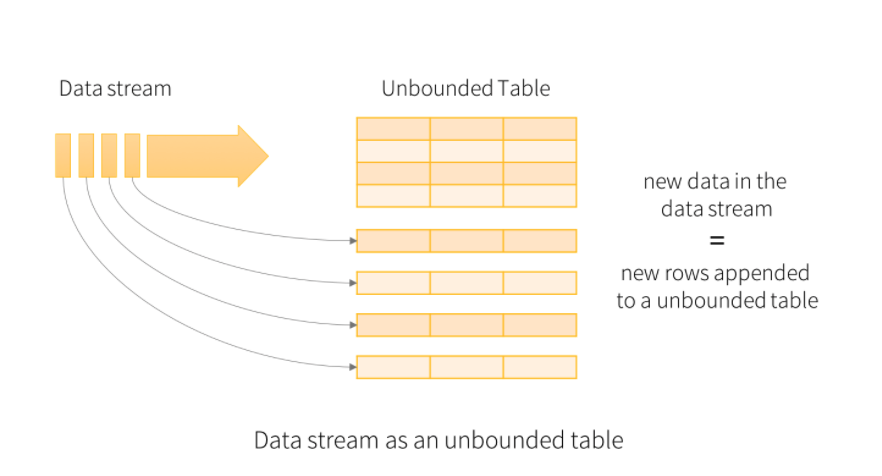 Data stream
Unbounded Table
new data in the
data stream
=
new rows appended
to a unbounded table
Data stream as an unbounded table